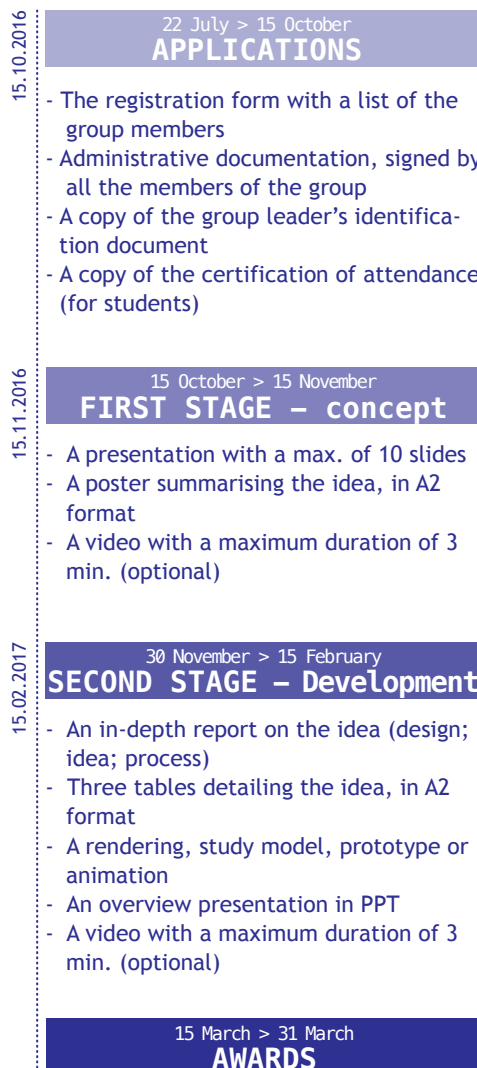 15.10.2016
22 July > 15 October
APPLICATIONS
- The registration form with a list of the
group members
- Administrative documentation, signed by
all the members of the group
- A copy of the group leader’s identifica-
tion document
- A copy of the certification of attendance
(for students)
15.11.2016
15 October > 15 November
FIRST STAGE – concept
- A presentation with a max. of 10 slides
- A poster summarising the idea, in A2
format
- A video with a maximum duration of 3
min. (optional)
15.02.2017
30 November > 15 February
SECOND STAGE – Development
- An in-depth report on the idea (design;
idea; process)
- Three tables detailing the idea, in A2
format
- A rendering, study model, prototype or
animation
- An overview presentation in PPT
- A video with a maximum duration of 3
min. (optional)
15 March > 31 March
AWARDS